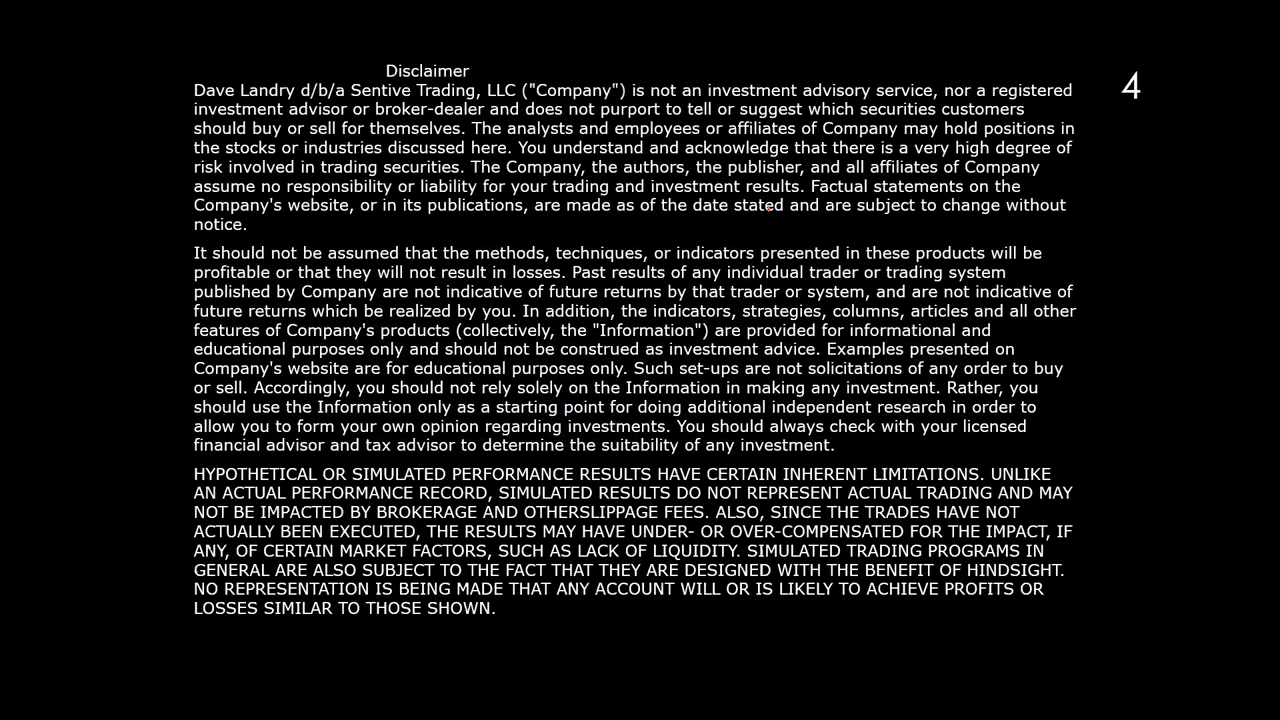 Disclaimer
4
Dave Landry d/b/a Sentive Trading, LLC ("Company") is not an investment advisory service, nor a registered
investment advisor or broker-dealer and does not purport to tell or suggest which securities customers
should buy or sell for themselves. The analysts and employees or affiliates of Company may hold positions in
the stocks or industries discussed here. You understand and acknowledge that there is a very high degree of
risk involved in trading securities. The Company, the authors, the publisher, and all affiliates of Company
assume no responsibility or liability for your trading and investment results. Factual statements on the
Company's website, or in its publications, are made as of the date stated and are subject to change without
notice.
It should not be assumed that the methods, techniques, or indicators presented in these products will be
profitable or that they will not result in losses. Past results of any individual trader or trading system
published by Company are not indicative of future returns by that trader or system, and are not indicative of
future returns which be realized by you. In addition, the indicators, strategies, columns, articles and all other
features of Company's products (collectively, the "Information") are provided for informational and
educational purposes only and should not be construed as investment advice. Examples presented on
Company's website are for educational purposes only. Such set-ups are not solicitations of any order to buy
or sell. Accordingly, you should not rely solely on the Information in making any investment. Rather, you
should use the Information only as a starting point for doing additional independent research in order to
allow you to form your own opinion regarding investments. You should always check with your licensed
financial advisor and tax advisor to determine the suitability of any investment.
HYPOTHETICAL OR SIMULATED PERFORMANCE RESULTS HAVE CERTAIN INHERENT LIMITATIONS. UNLIKE
AN ACTUAL PERFORMANCE RECORD, SIMULATED RESULTS DO NOT REPRESENT ACTUAL TRADING AND MAY
NOT BE IMPACTED BY BROKERAGE AND OTHERSLIPPAGE FEES. ALSO, SINCE THE TRADES HAVE NOT
ACTUALLY BEEN EXECUTED, THE RESULTS MAY HAVE UNDER- OR OVER-COMPENSATED FOR THE IMPACT, IF
ANY, OF CERTAIN MARKET FACTORS, SUCH AS LACK OF LIQUIDITY. SIMULATED TRADING PROGRAMS IN
GENERAL ARE ALSO SUBJECT TO THE FACT THAT THEY ARE DESIGNED WITH THE BENEFIT OF HINDSIGHT.
NO REPRESENTATION IS BEING MADE THAT ANY ACCOUNT WILL OR IS LIKELY TO ACHIEVE PROFITS OR
LOSSES SIMILAR TO THOSE SHOWN.